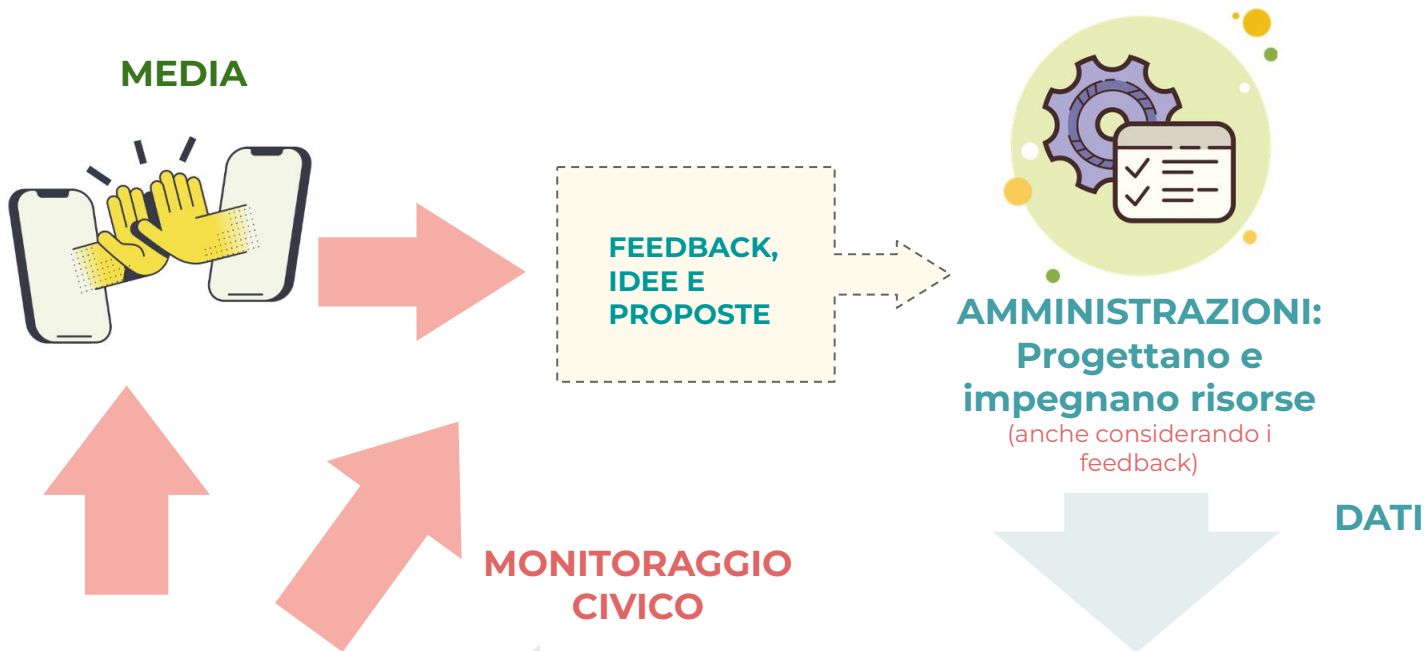 MEDIA
FEEDBACK,
IDEE E
PROPOSTE
AMMINISTRAZIONI:
Progettano e
impegnano risorse
(anche considerando i
feedback)
DATI
MONITORAGGIO
CIVICO